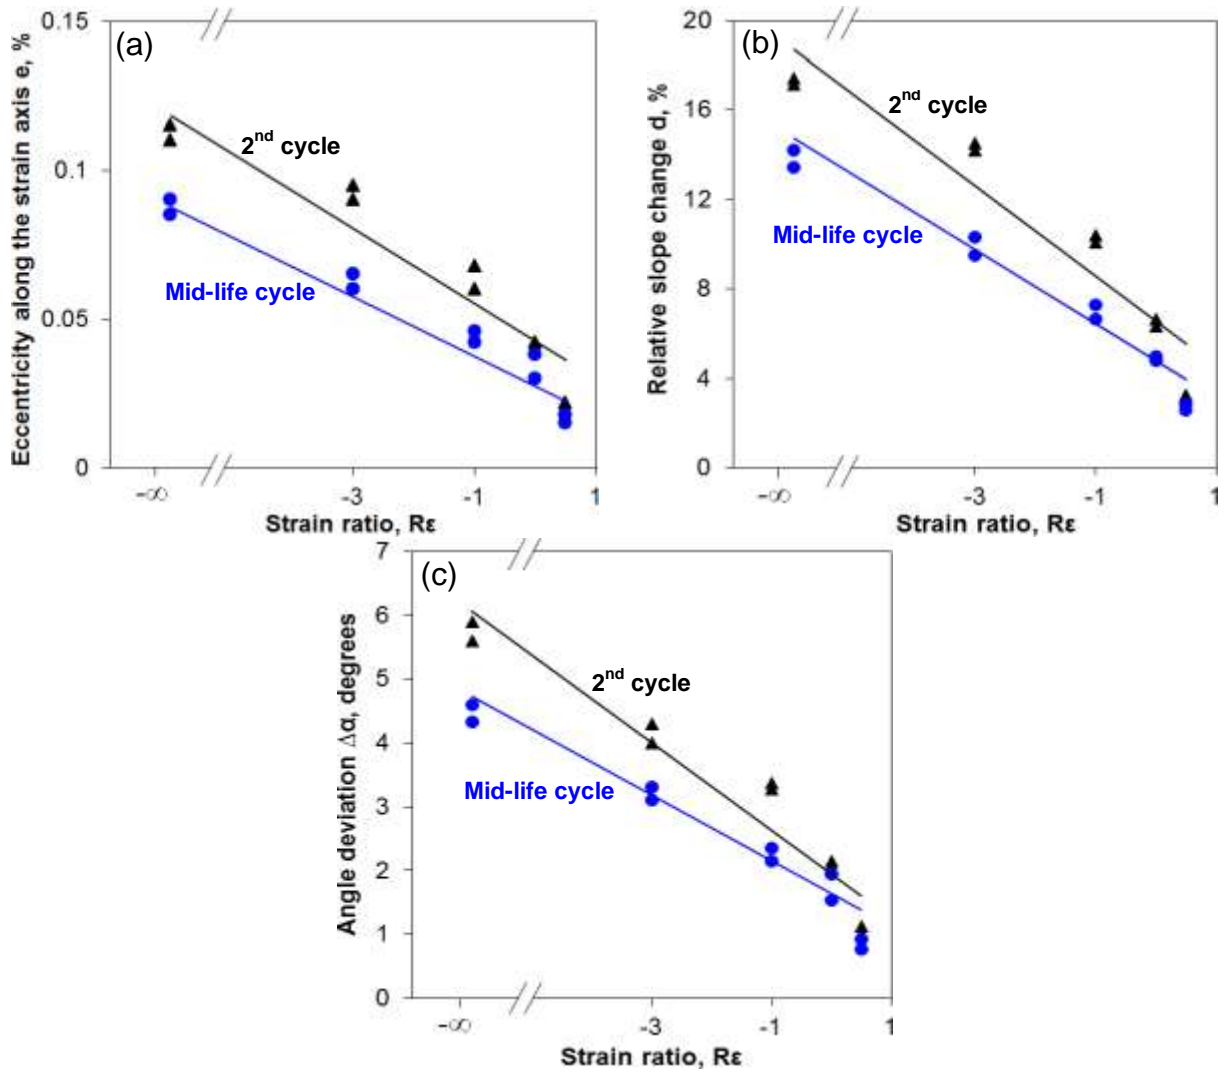 (a)
Eccentricity along the strain axis e, %
0.15
0.1
0.05
0
2nd cycle
Mid-life cycle
-∞
-3
-1
1
Strain ratio, Rε
(b)
Relative slope change d, %
20
16
12
8
4
0
2nd cycle
Mid-life cycle
-∞
-3
-1
1
Strain ratio, Rε
(c)
Angle deviation Δα, degrees
7
6
5
4
3
2
1
0
2nd cycle
Mid-life cycle
-∞
-3
-1
1
Strain ratio, Rε